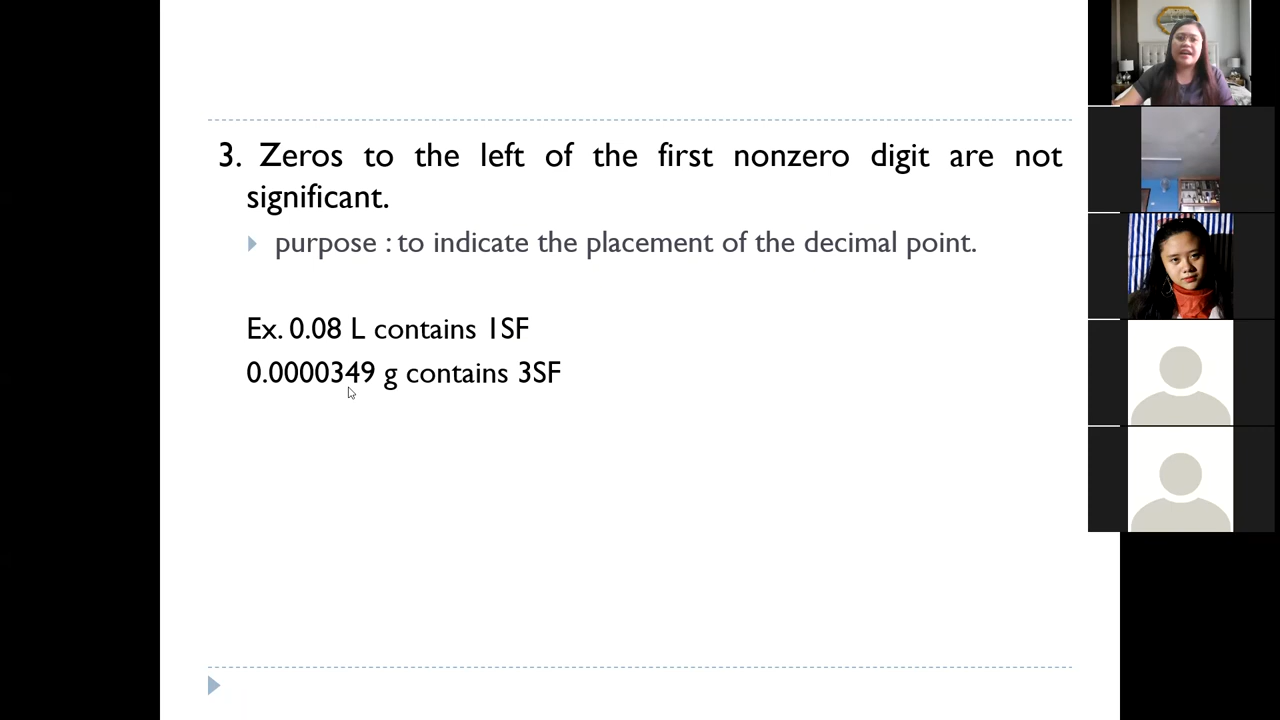 3. Zeros to the left of the first nonzero digit are not
significant.
purpose : to indicate the placement of the decimal point.
Ex. 0.08 L contains 1SF
0.0000349 g contains 3SF